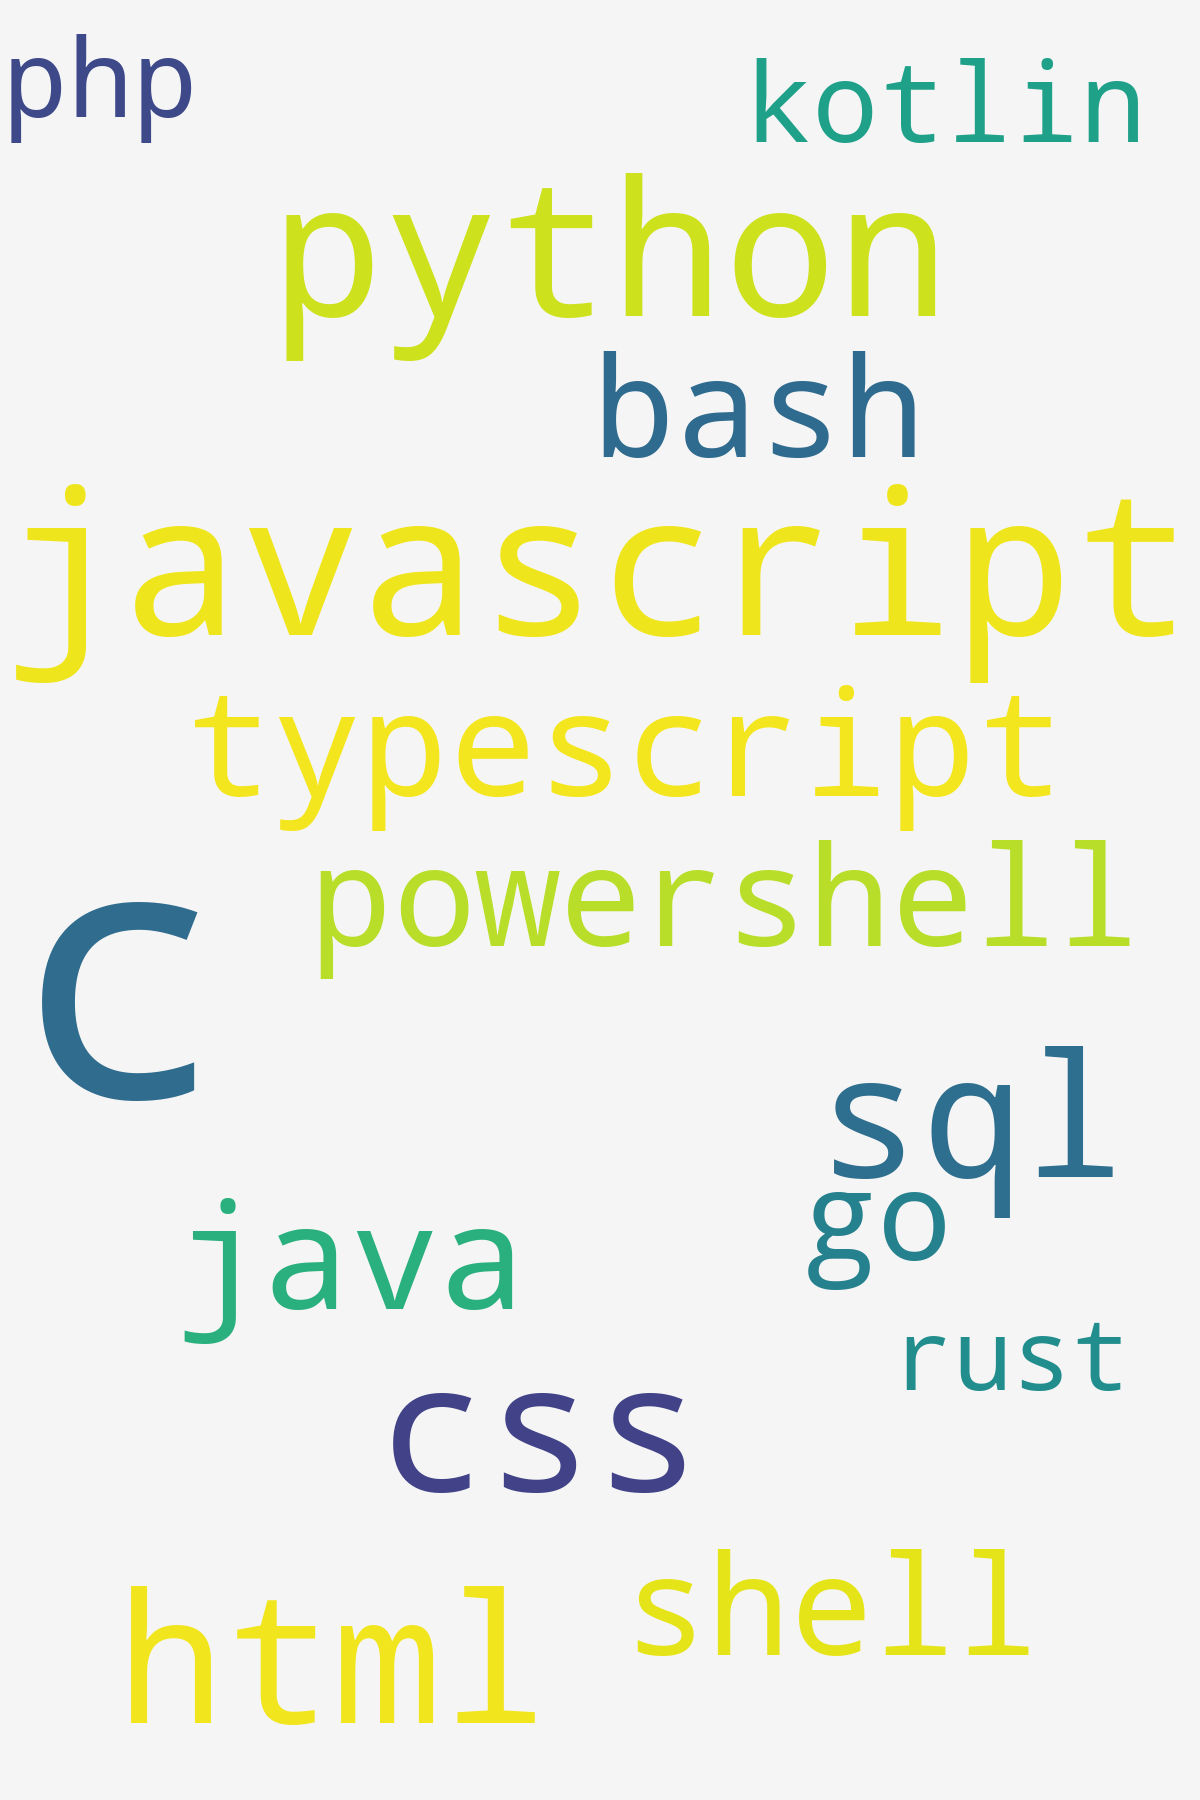 php
kotlin
python
bash
javascript
typescript
powershell
c
sql
go
java
rust
css
shell
html